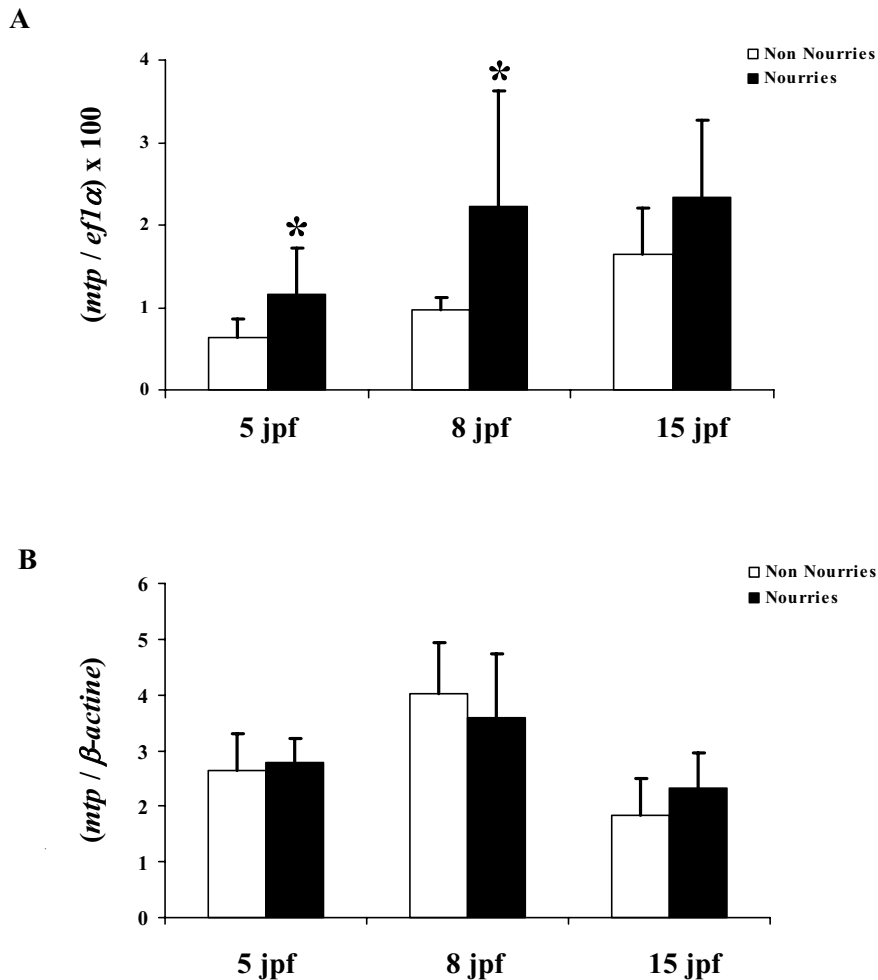 A
Non Nourries
Nourries
(mtp / ef1α) x 100
4
3
2
1
0
*
*
5 jpf 8 jpf 15 jpf
B
Non Nourries
Nourries
(mtp / β-actine)
6
5
4
3
2
1
0
5 jpf 8 jpf 15 jpf